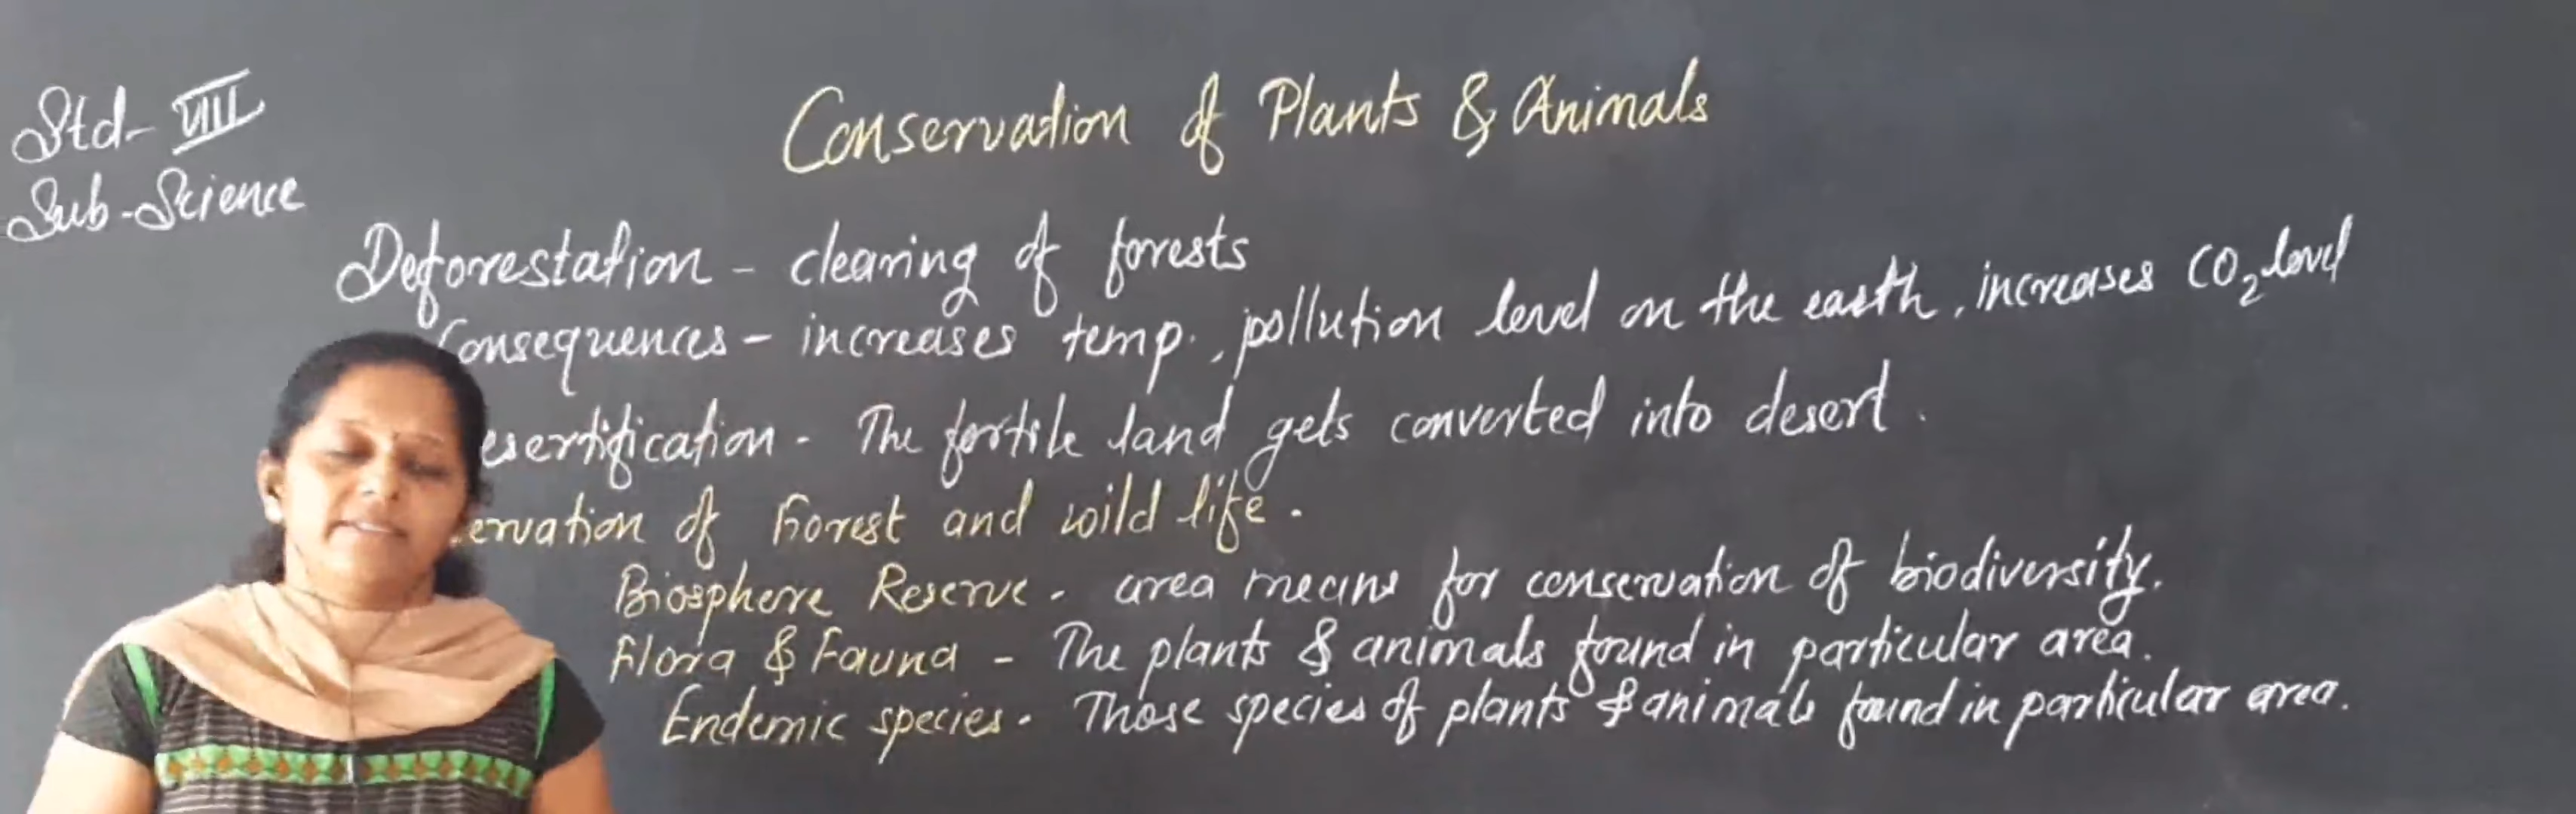 Std- VIII
Sub-Science
Conservation of Plants & Animals
Deforestation - clearing of forests
Consequences - increases temp., pollution level on the earth, increases CO2 level
esertification - The fertile land gets converted into desert.
ervation of Forest and wild life.
Biosphere Reserve - area means for conservation of biodiversity.
Flora & Fauna - The plants & animals found in particular area.
Endemic species - Those species of plants & animals found in particular area.